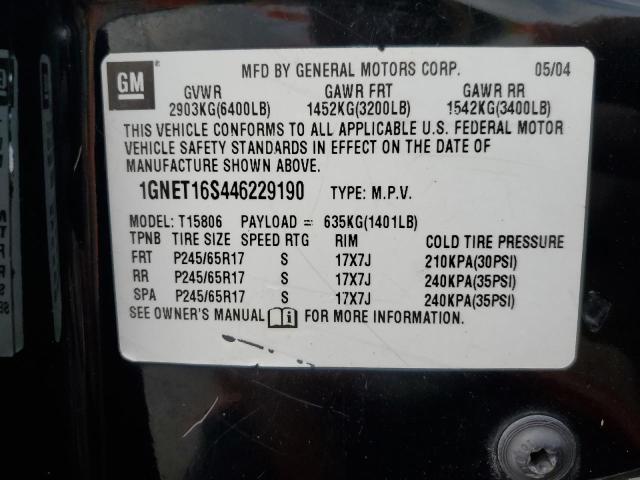 GM
MFD BY GENERAL MOTORS CORP. 05/04
GVWR GAWR FRT GAWR RR
2903KG(6400LB) 1452KG(3200LB) 1542KG(3400LB)
THIS VEHICLE CONFORMS TO ALL APPLICABLE U.S. FEDERAL MOTOR
VEHICLE SAFETY STANDARDS IN EFFECT ON THE DATE OF
MANUFACTURE SHOWN ABOVE.
1GNET16S446229190 TYPE: M.P.V.
MODEL: T15806 PAYLOAD = 635KG(1401LB)
TPNB TIRE SIZE SPEED RTG RIM COLD TIRE PRESSURE
FRT P245/65R17 S 17X7J 210KPA(30PSI)
RR P245/65R17 S 17X7J 240KPA(35PSI)
SPA P245/65R17 S 17X7J 240KPA(35PSI)
SEE OWNER'S MANUAL FOR MORE INFORMATION.